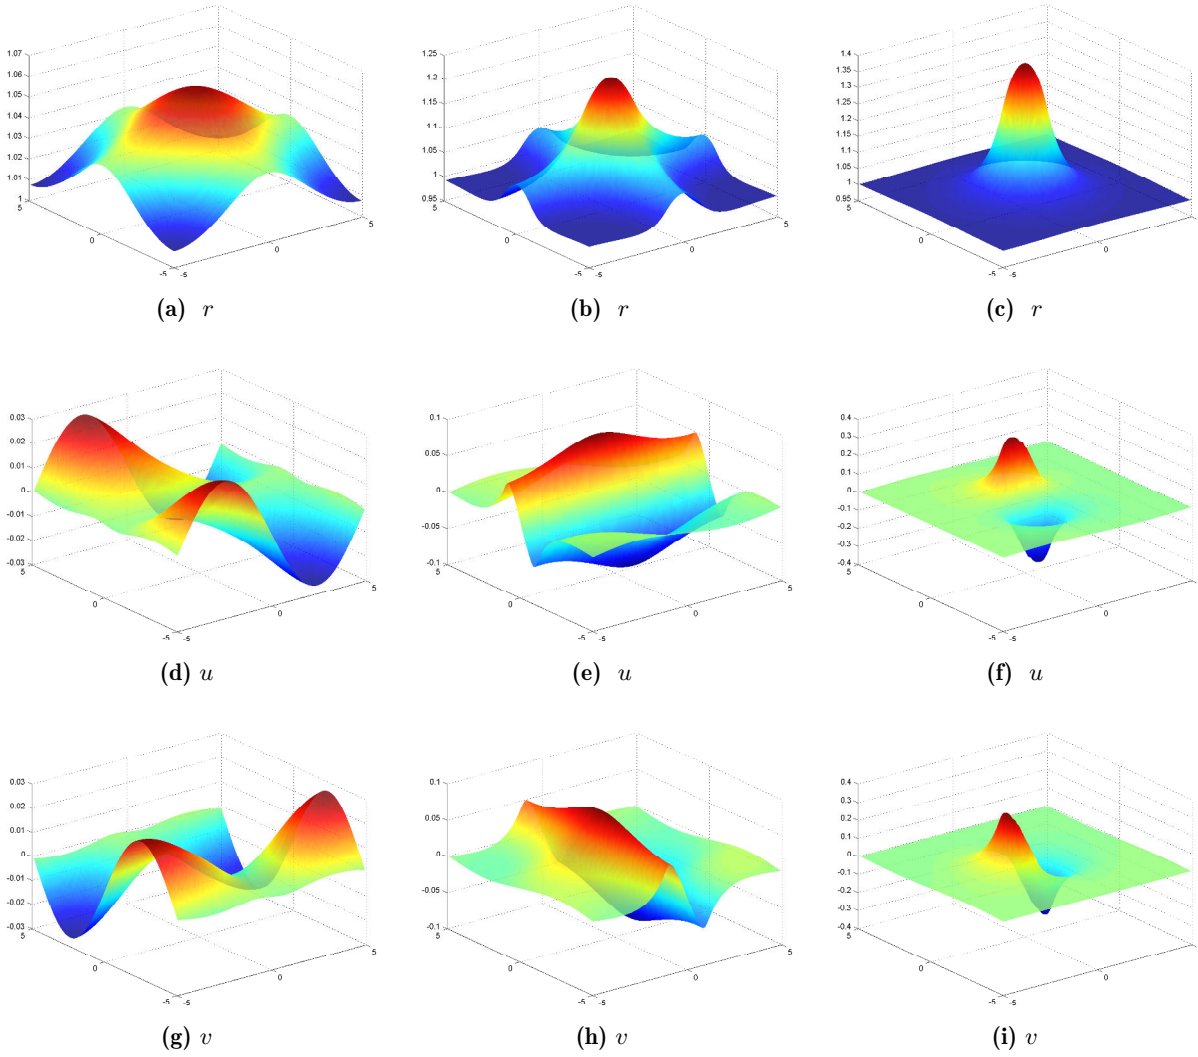 1.07 1.06 1.05 1.04 1.03 1.02 1.01 1 5 0 -5 -5 0 5
1.25 1.2 1.15 1.1 1.05 1 0.95 5 0 -5 -5 0 5
1.4 1.35 1.3 1.25 1.2 1.15 1.1 1.05 1 0.95 5 0 -5 -5 0
(a) r
(b) r
(c) r
0.03 0.02 0.01 0 -0.01 -0.02 -0.03 5 0 -5 -5 0 5
0.1 0.05 0 -0.05 -0.1 5 0 -5 -5 0 5
0.4 0.3 0.2 0.1 0 -0.1 -0.2 -0.3 -0.4 5 0 -5 -5 0
(d) u
(e) u
(f) u
0.03 0.02 0.01 0 -0.01 -0.02 -0.03 5 0 -5 -5 0 5
0.1 0.05 0 -0.05 -0.1 5 0 -5 -5 0 5
0.4 0.3 0.2 0.1 0 -0.1 -0.2 -0.3 -0.4 5 0 -5 -5 0
(g) v
(h) v
(i) v